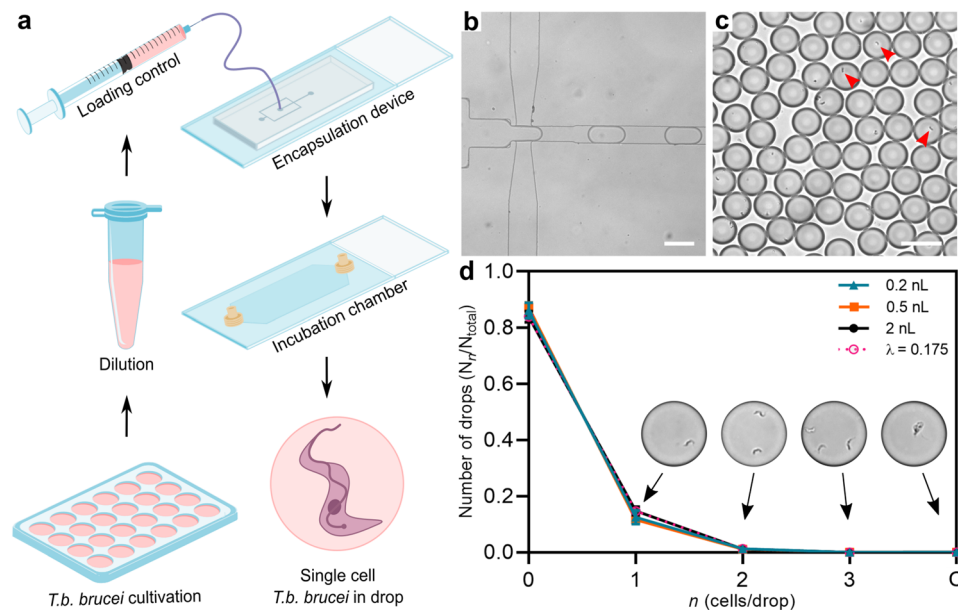 a
Loading control
Encapsulation device
Dilution
Incubation chamber
T.b. brucei cultivation
Single cell
T.b. brucei in drop
b
c
d
Number of drops (Nn/Ntotal)
1.0
0.8
0.6
0.4
0.2
0.0
0.2 nL
0.5 nL
2 nL
λ = 0.175
0 1 2 3 C
n (cells/drop)